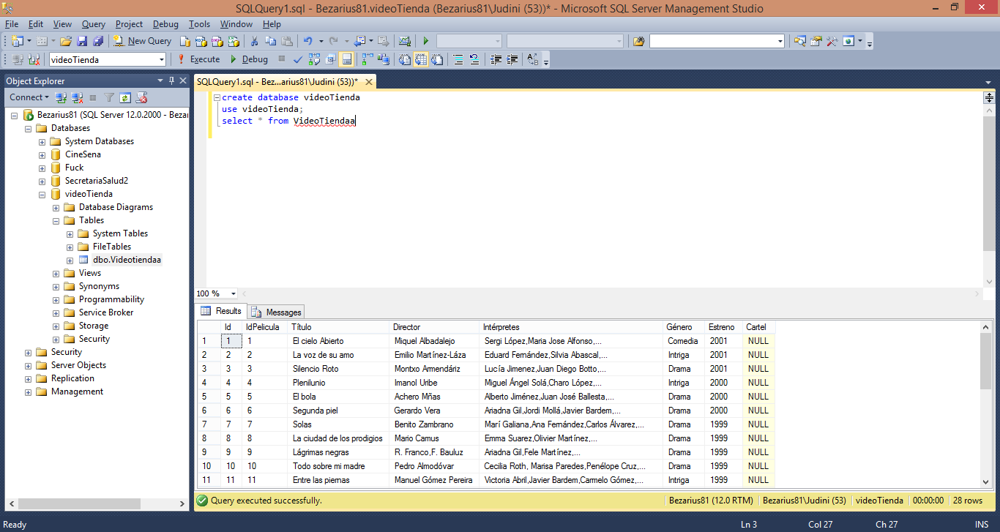 SQLQuery1.sql - Bezarius81.videoTienda (Bezarius81\Judini (53))* - Microsoft SQL Server Management Studio
File Edit View Query Project Debug Tools Window Help
New Query
videoTienda Execute Debug
Object Explorer
Connect
Bezarius81 (SQL Server 12.0.2000 - Bezar
Databases
System Databases
CineSena
Fuck
SecretariaSalud2
videoTienda
Database Diagrams
Tables
System Tables
FileTables
dbo.Videotiendaa
Views
Synonyms
Programmability
Service Broker
Storage
Security
Security
Server Objects
Replication
Management
SQLQuery1.sql - Bez...arius81\Judini (53))*
create database videoTienda
use videoTienda;
select * from VideoTiendaa
100 %
Results Messages
Id IdPelicula Título Director Intérpretes Género Estreno Cartel
1 1 1 El cielo Abierto Miquel Albadalejo Sergi López,Maria Jose Alfonso,... Comedia 2001 NULL
2 2 2 La voz de su amo Emilio Martínez-Láza Eduard Fernández,Silvia Abascal,... Intriga 2001 NULL
3 3 3 Silencio Roto Montxo Armendáriz Lucía Jimenez,Juan Diego Botto,... Drama 2001 NULL
4 4 4 Plenilunio Imanol Uribe Miguel Ángel Solá,Charo López,... Intriga 2000 NULL
5 5 5 El bola Achero Mñas Alberto Jiménez,Juan José Ballesta,... Drama 2000 NULL
6 6 6 Segunda piel Gerardo Vera Ariadna Gil,Jordi Mollá,Javier Bardem,... Drama 2000 NULL
7 7 7 Solas Benito Zambrano Marí Galiana,Ana Fernández,Carlos Álvarez,... Drama 1999 NULL
8 8 8 La ciudad de los prodigios Mario Camus Emma Suarez,Olivier Martínez,... Drama 1999 NULL
9 9 9 Lágrimas negras R. Franco,F. Bauluz Ariadna Gil,Fele Martínez,... Drama 1999 NULL
10 10 10 Todo sobre mi madre Pedro Almodóvar Cecilia Roth, Marisa Paredes,Penélope Cruz,... Drama 1999 NULL
11 11 11 Entre las piernas Manuel Gómez Pereira Victoria Abril,Javier Bardem,Carmelo Gómez,... Intriga 1999 NULL
Query executed successfully. Bezarius81 (12.0 RTM) Bezarius81\Judini (53) videoTienda 00:00:00 28 rows
Ready Ln 3 Col 27 Ch 27 INS